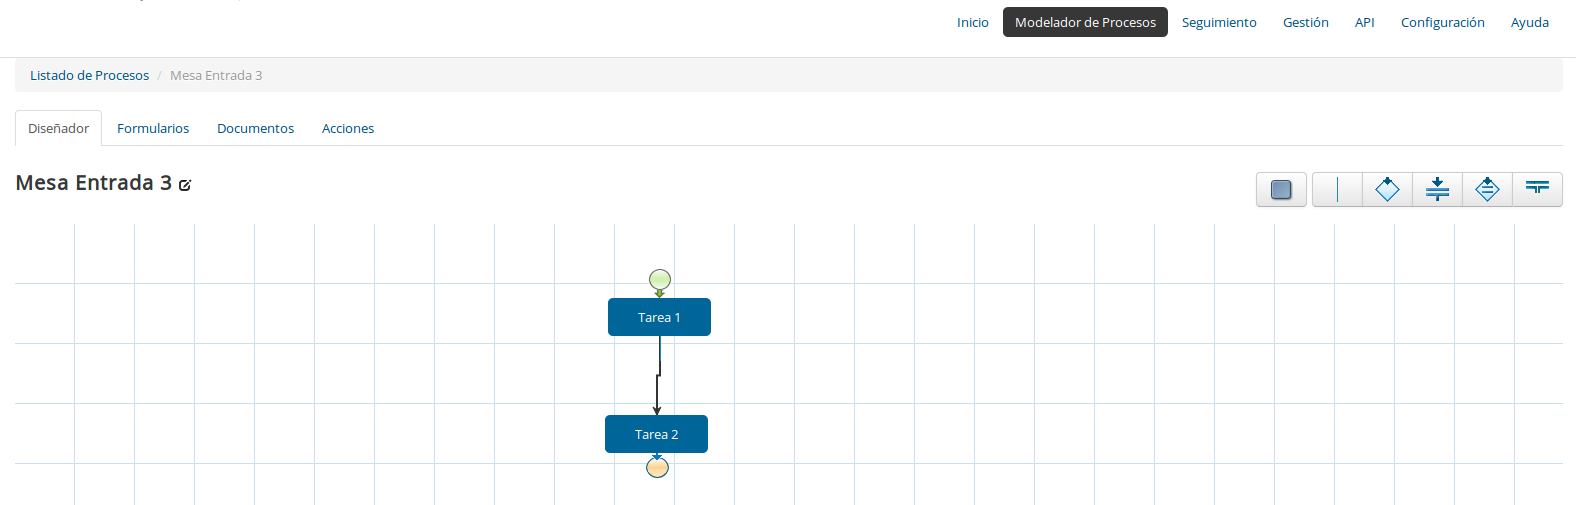 Inicio Modelador de Procesos Seguimiento Gestión API Configuración Ayuda
Listado de Procesos / Mesa Entrada 3
Diseñador Formularios Documentos Acciones
Mesa Entrada 3
Tarea 1
Tarea 2